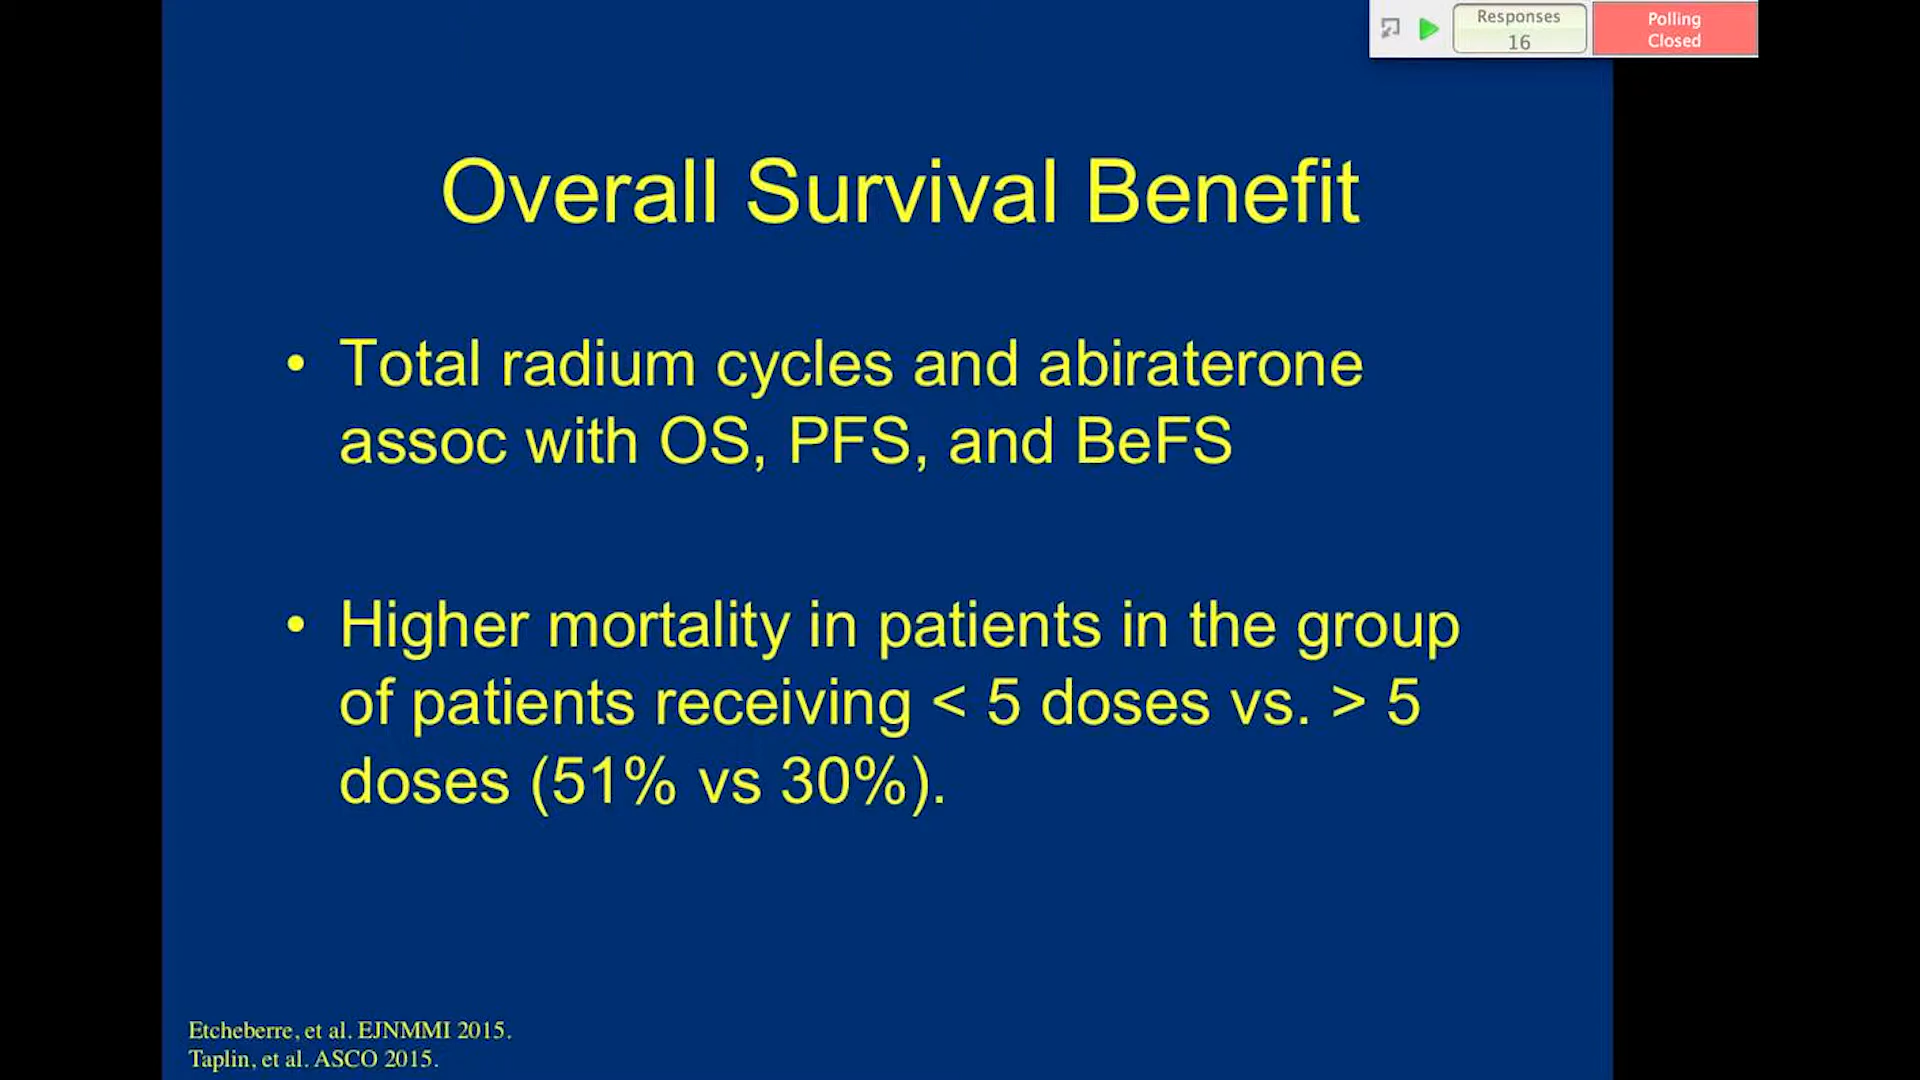 Responses
16
Polling
Closed
Overall Survival Benefit
• Total radium cycles and abiraterone
assoc with OS, PFS, and BeFS
• Higher mortality in patients in the group
of patients receiving < 5 doses vs. > 5
doses (51% vs 30%).
Etcheberre, et al. EJNMMI 2015.
Taplin, et al. ASCO 2015.